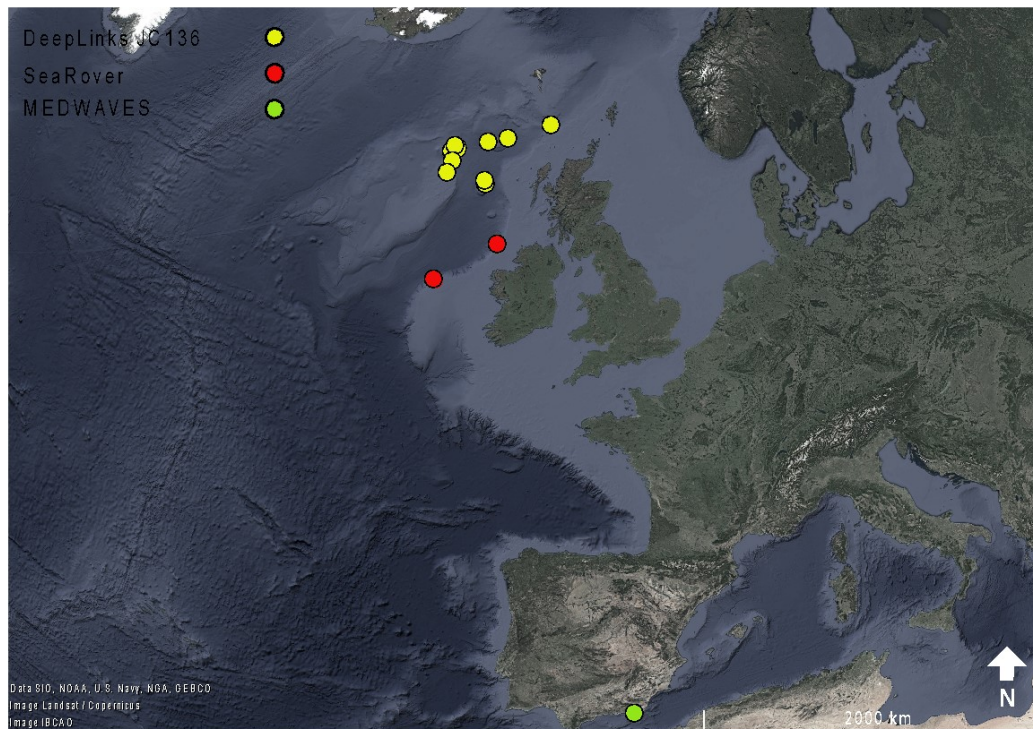 DeepLinks JC136
SeaRover
MEDWAVES
Data SIO, NOAA, U.S. Navy, NGA, GEBCO
Image Landsat / Copernicus
Image IBCAO
2000 km
N